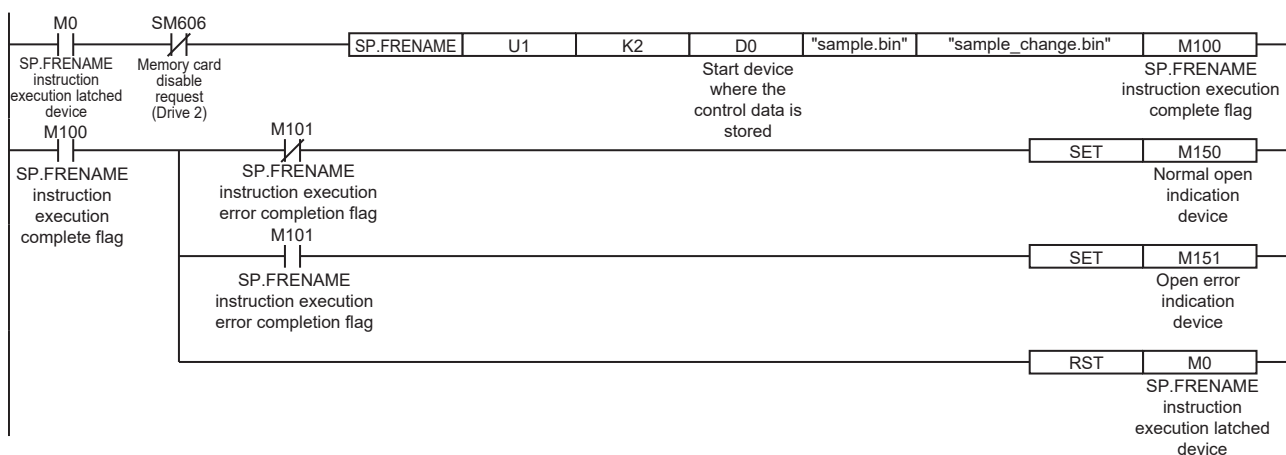 M0
SM606
SP.FRENAME U1 K2 D0 "sample.bin" "sample_change.bin" M100
SP.FRENAME
instruction
execution latched
device
Memory card
disable
request
(Drive 2)
Start device
where the
control data is
stored
SP.FRENAME
instruction execution
complete flag
M100
M101
SET M150
SP.FRENAME
instruction
execution
complete flag
SP.FRENAME
instruction execution
error completion flag
Normal open
indication
device
M101
SET M151
SP.FRENAME
instruction execution
error completion flag
Open error
indication
device
RST M0
SP.FRENAME
instruction
execution latched
device